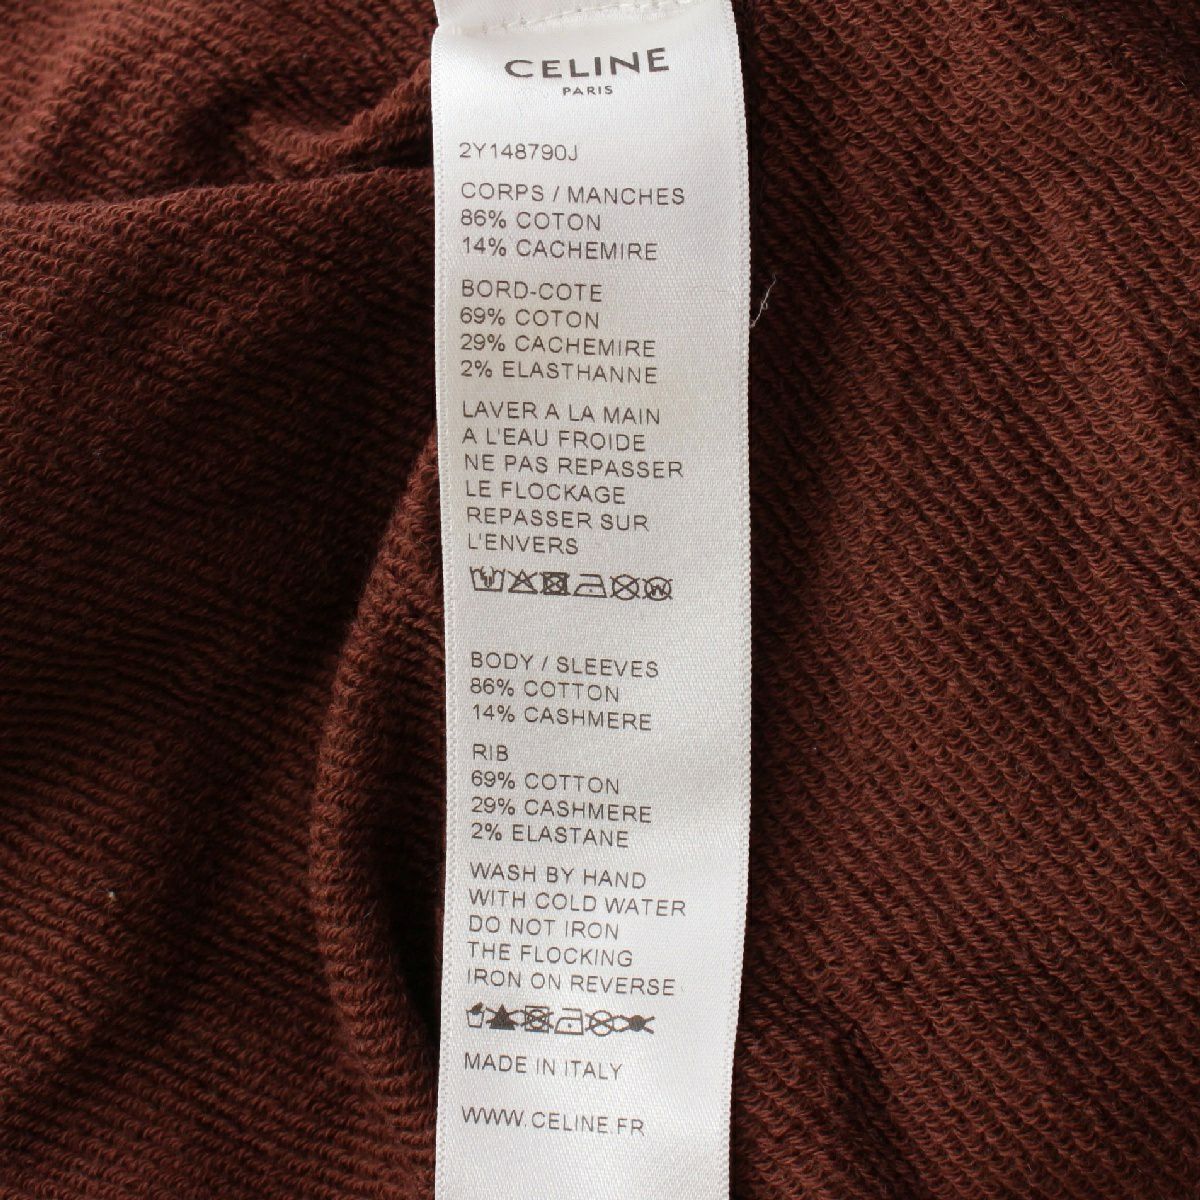 CELINE
PARIS
2Y148790J
CORPS / MANCHES
86% COTON
14% CACHEMIRE
BORD-COTE
69% COTON
29% CACHEMIRE
2% ELASTHANNE
LAVER A LA MAIN
A L'EAU FROIDE
NE PAS REPASSER
LE FLOCKAGE
REPASSER SUR
L'ENVERS
BODY / SLEEVES
86% COTTON
14% CASHMERE
RIB
69% COTTON
29% CASHMERE
2% ELASTANE
WASH BY HAND
WITH COLD WATER
DO NOT IRON
THE FLOCKING
IRON ON REVERSE
MADE IN ITALY
WWW.CELINE.FR